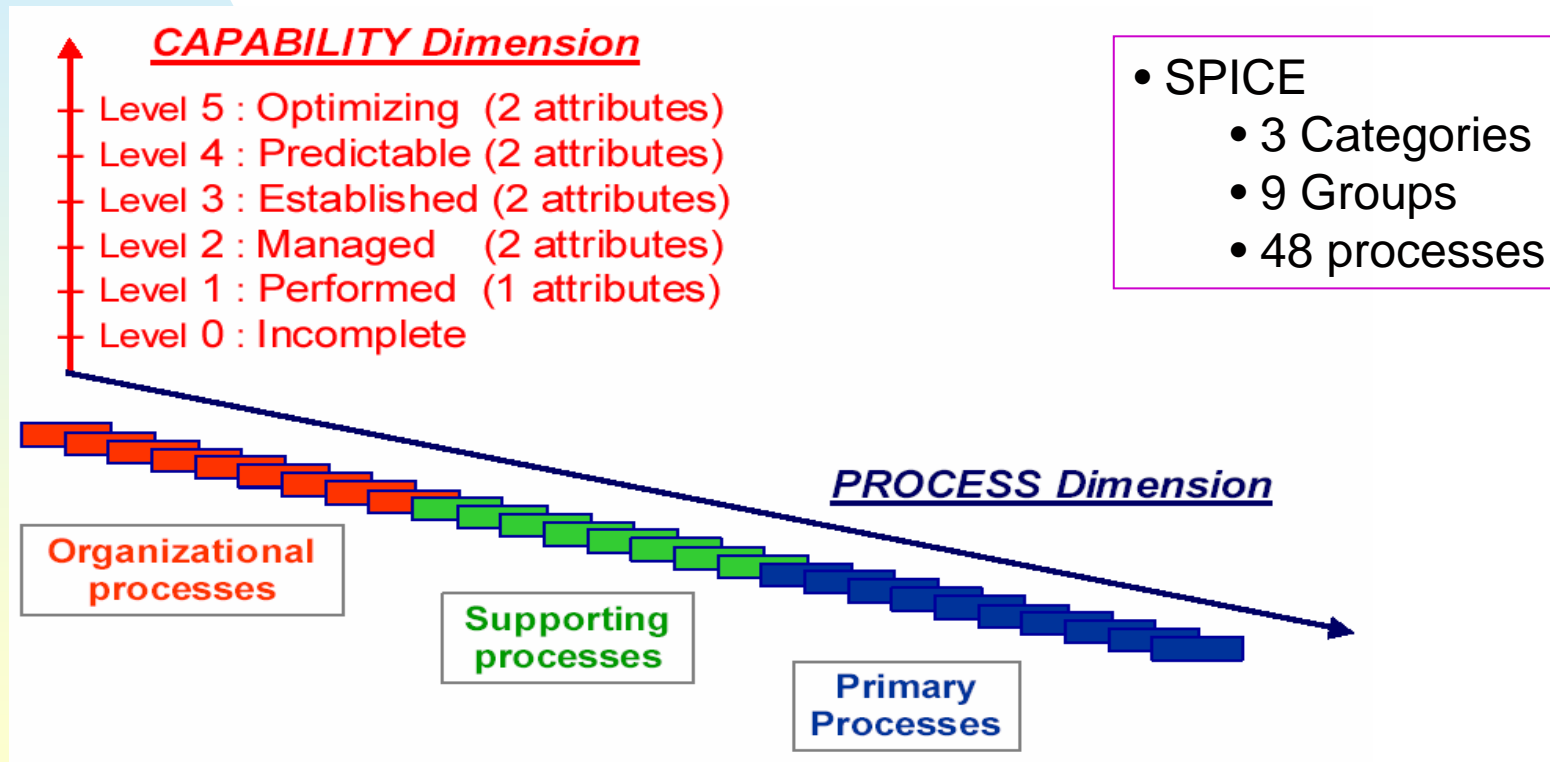 CAPABILITY Dimension
Level 5 : Optimizing (2 attributes)
Level 4 : Predictable (2 attributes)
Level 3 : Established (2 attributes)
Level 2 : Managed (2 attributes)
Level 1 : Performed (1 attributes)
Level 0 : Incomplete
• SPICE
• 3 Categories
• 9 Groups
• 48 processes
PROCESS Dimension
Organizational
processes
Supporting
processes
Primary
Processes